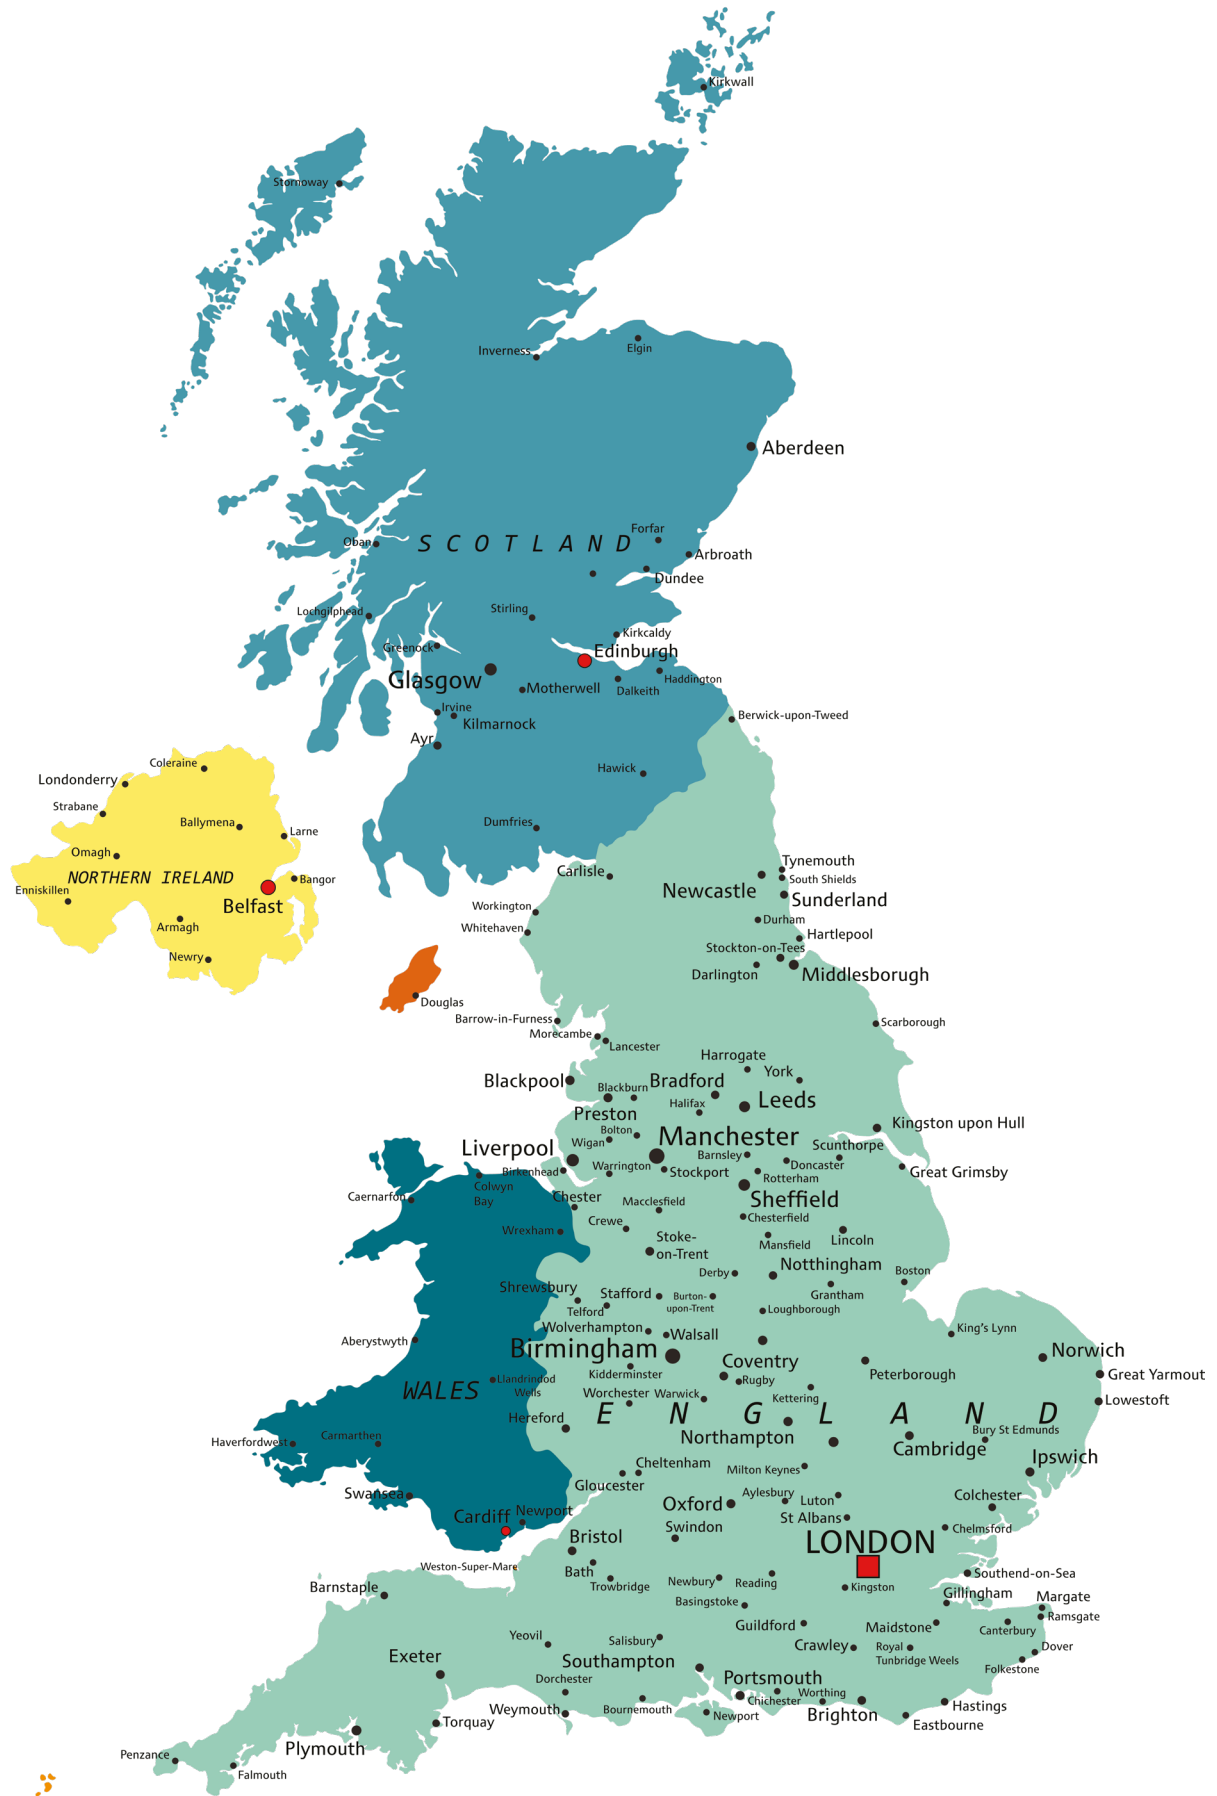 Kirkwall
Stornoway
Inverness
Elgin
Aberdeen
Forfar
SCOTLAND
Oban
Arbroath
Dundee
Lochgilphead
Stirling
Kirkcaldy
Greenock
Edinburgh
Glasgow
Haddington
Motherwell
Dalkeith
Irvine
Kilmarnock
Berwick-upon-Tweed
Ayr
Hawick
Coleraine
Londonderry
Strabane
Ballymena
Dumfries
Larne
Omagh
NORTHERN IRELAND
Bangor
Enniskillen
Belfast
Armagh
Newry
Tynemouth
Carlisle
South Shields
Newcastle
Sunderland
Workington
Durham
Whitehaven
Hartlepool
Stockton-on-Tees
Darlington
Middlesborugh
Douglas
Barrow-in-Furness
Scarborough
Morecambe
Lancester
Harrogate
York
Blackpool
Blackburn
Bradford
Leeds
Halifax
Preston
Kingston upon Hull
Bolton
Manchester
Wigan
Scunthorpe
Liverpool
Barnsley
Doncaster
Warrington
Birkenhead
Stockport
Rotherham
Great Grimsby
Colwyn
Bay
Caernarfon
Chester
Macclesfield
Sheffield
Chesterfield
Crewe
Wrexham
Stoke-
on-Trent
Mansfield
Lincoln
Notthingham
Derby
Boston
Shrewsbury
Stafford
Burton-
upon-Trent
Grantham
Telford
Loughborough
Wolverhampton
Walsall
King's Lynn
Aberystwyth
Birmingham
Norwich
Coventry
Kidderminster
Peterborough
Great Yarmout
Llandrindod
Wells
Rugby
WALES
Worchester
Warwick
Kettering
Lowestoft
Hereford
ENGLAND
Bury St Edmunds
Haverfordwest
Carmarthen
Northampton
Cambridge
Ipswich
Cheltenham
Milton Keynes
Gloucester
Swansea
Aylesbury
Luton
Colchester
Oxford
Cardiff
Newport
St Albans
Swindon
Chelmsford
Bristol
LONDON
Weston-Super-Mare
Bath
Southend-on-Sea
Trowbridge
Newbury
Reading
Kingston
Barnstaple
Gillingham
Margate
Basingstoke
Ramsgate
Guildford
Maidstone
Canterbury
Yeovil
Salisbury
Crawley
Royal
Tunbridge Weels
Dover
Exeter
Southampton
Folkestone
Dorchester
Portsmouth
Worthing
Chichester
Weymouth
Bournemouth
Newport
Brighton
Hastings
Torquay
Eastbourne
Plymouth
Penzance
Falmouth